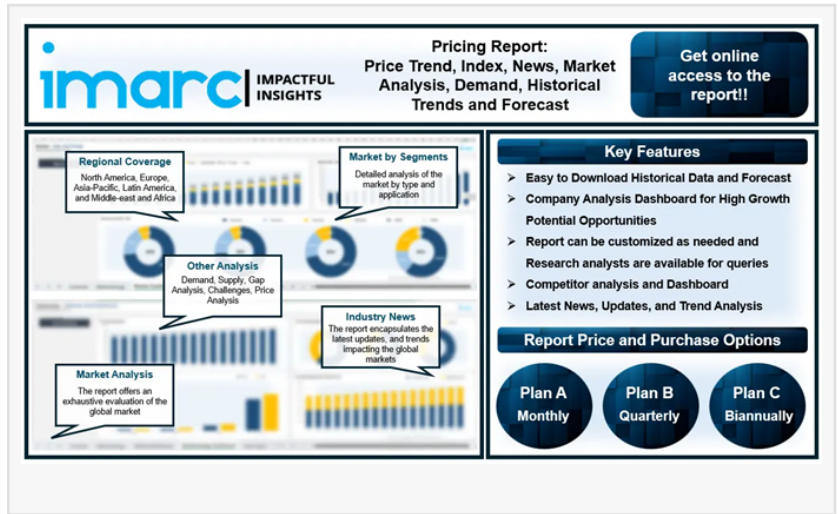 imarc
IMPACTFUL
INSIGHTS
Pricing Report:
Price Trend, Index, News, Market
Analysis, Demand, Historical
Trends and Forecast
Get online
access to the
report!!
Regional Coverage
North America, Europe,
Asia-Pacific, Latin America,
and Middle-east and Africa
Market by Segments
Detailed analysis of the
market by type and
application
Other Analysis
Demand, Supply, Gap
Analysis, Challenges, Price
Analysis
Industry News
The report encapsulates the
latest updates, and trends
impacting the global
markets
Market Analysis
The report offers an
exhaustive evaluation of the
global market
Key Features
➤ Easy to Download Historical Data and Forecast
➤ Company Analysis Dashboard for High Growth
Potential Opportunities
➤ Report can be customized as needed and
Research analysts are available for queries
➤ Competitor analysis and Dashboard
➤ Latest News, Updates, and Trend Analysis
Report Price and Purchase Options
Plan A
Monthly
Plan B
Quarterly
Plan C
Biannually